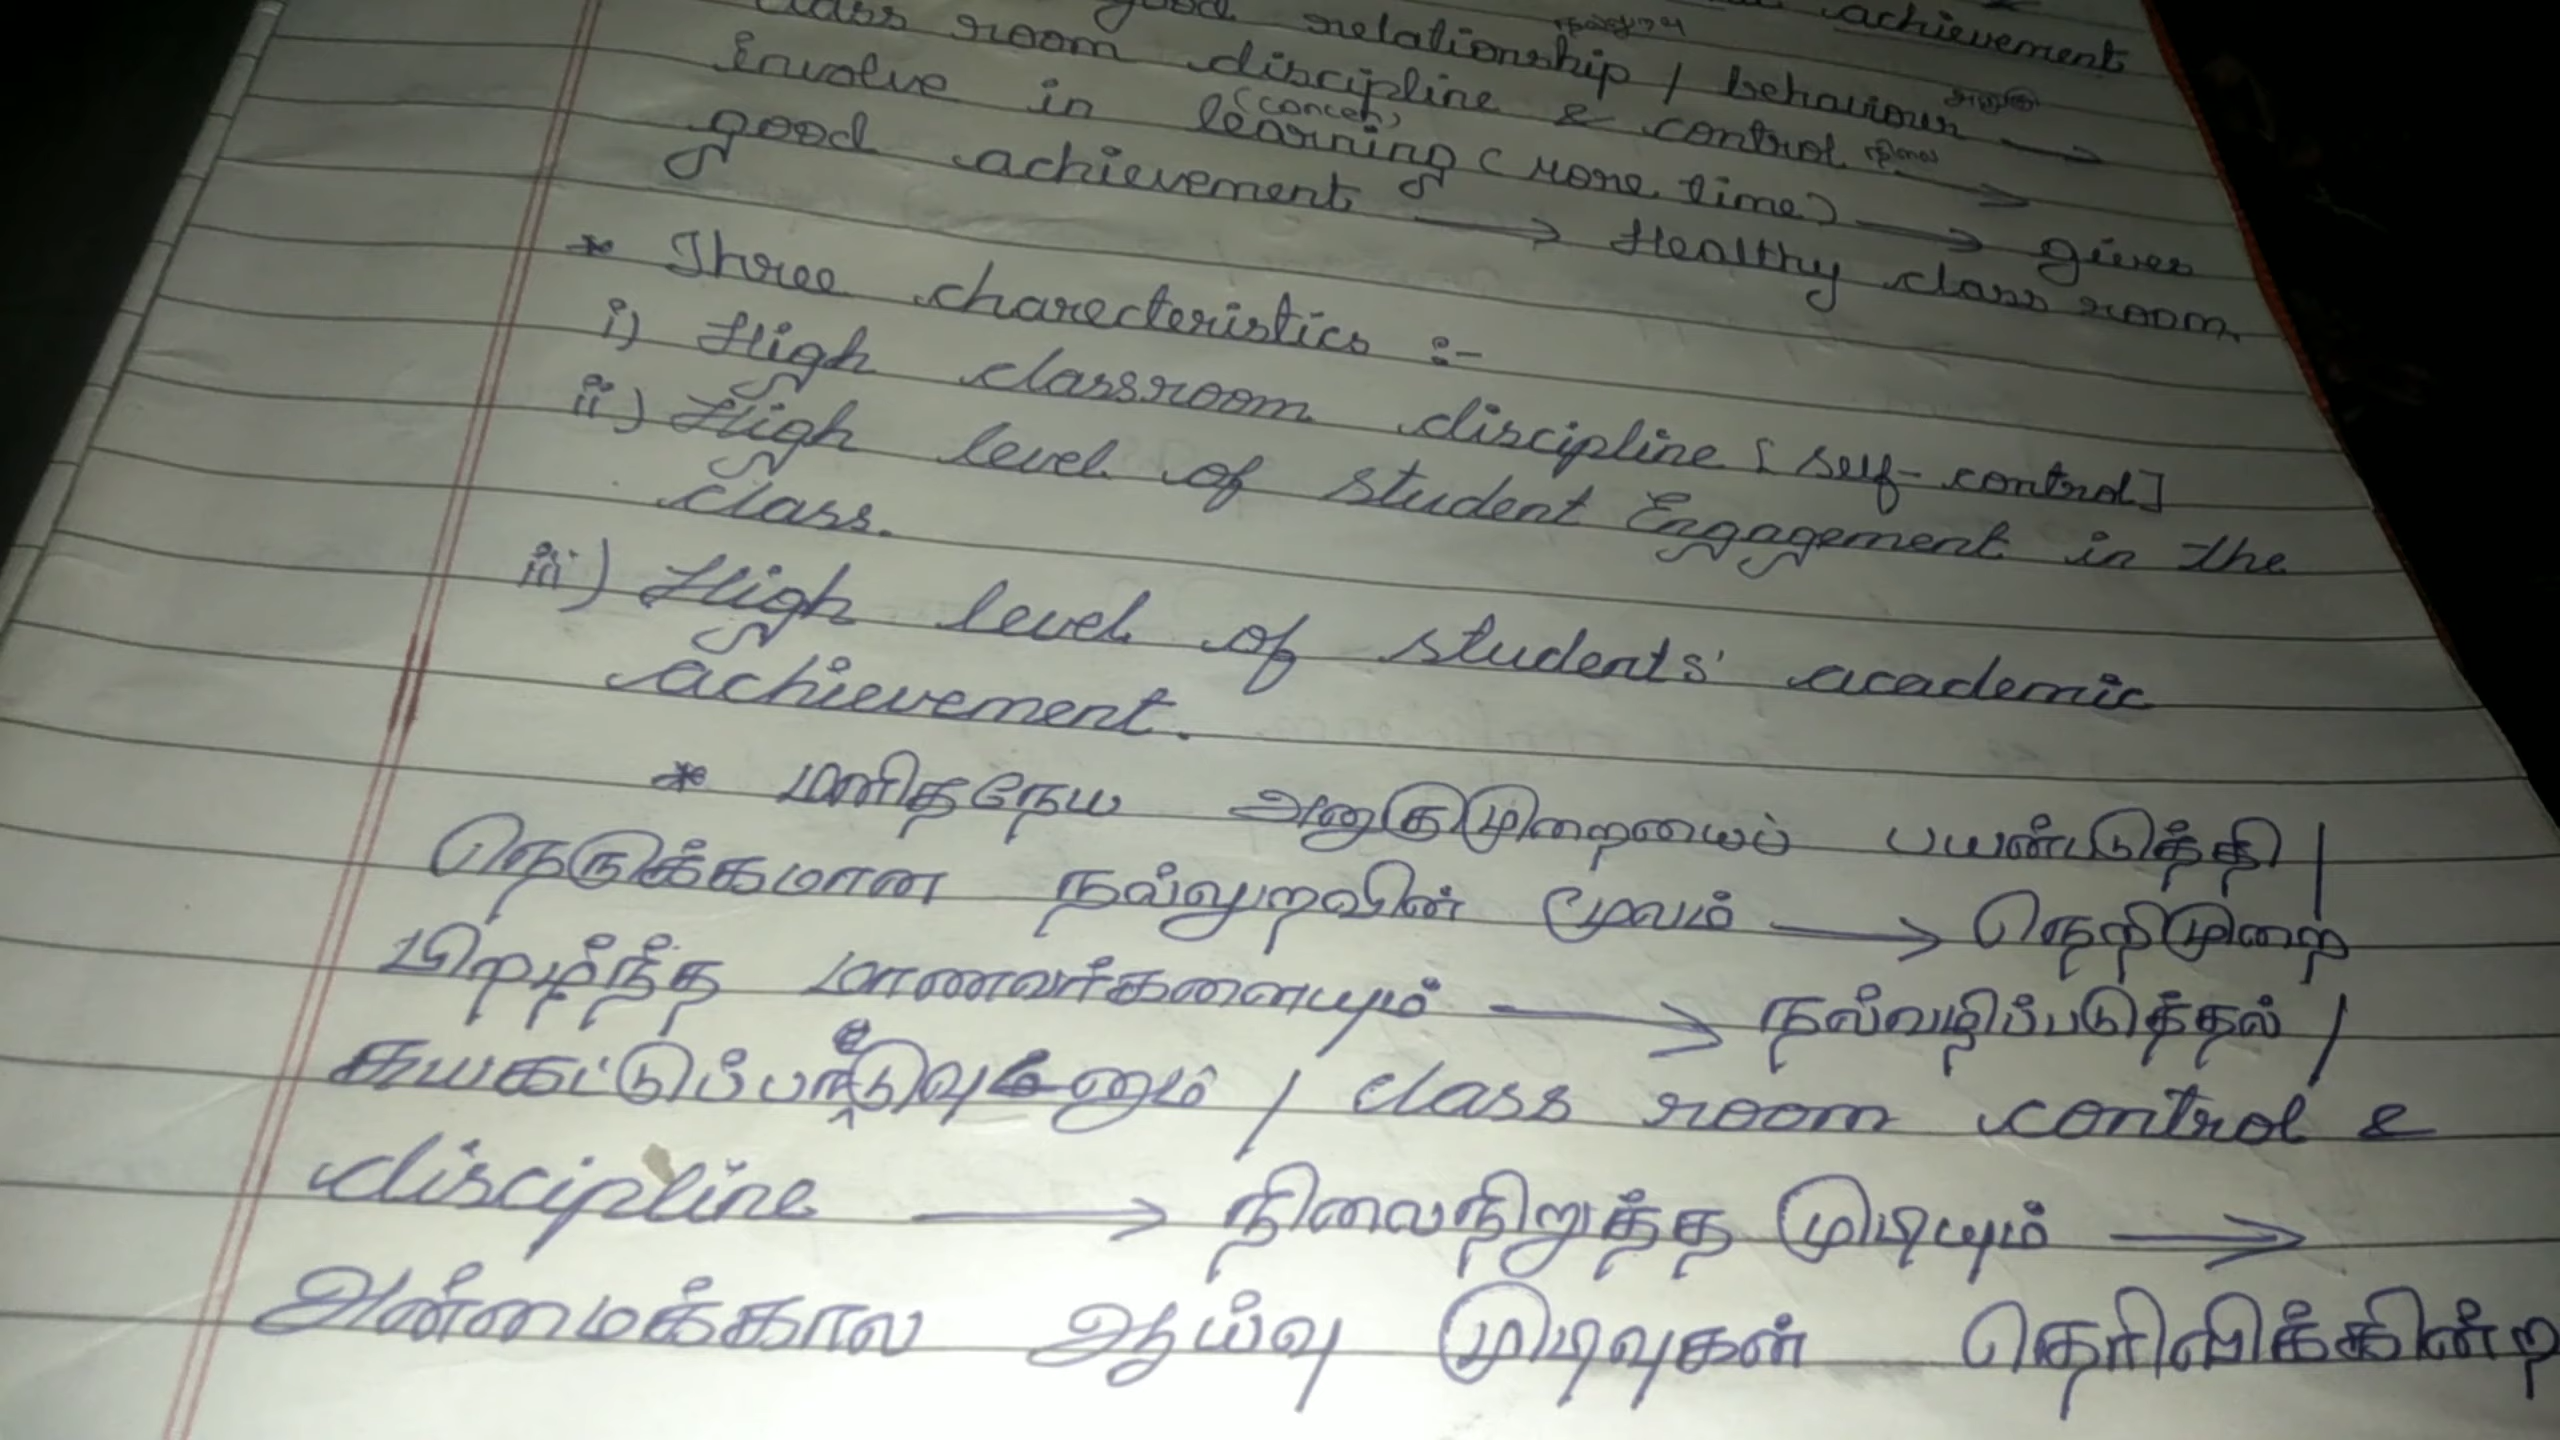 achievement
good relationship / behaviour →
class room discipline & control →
involve in learning (More time) → gives
good achievement → Healthy class room.
* Three charecteristics :-
i) High classroom discipline [self-control]
ii) High level of student Engagement in the
class.
iii) High level of students' academic
achievement.
* மனிதநேய அணுகுமுறையைப் பயன்படுத்தி /
நெருக்கமான நல்லுறவின் மூலம் → நெறிமுறை
பிறழ்ந்த மாணவர்களையும் → நல்வழிப்படுத்தல் /
சுயகட்டுப்பாட்டுவுடனும் / class room control &
discipline → நிலைநிறுத்த முடியும் →
அண்மைக்கால ஆய்வு முடிவுகள் தெரிவிக்கின்ற